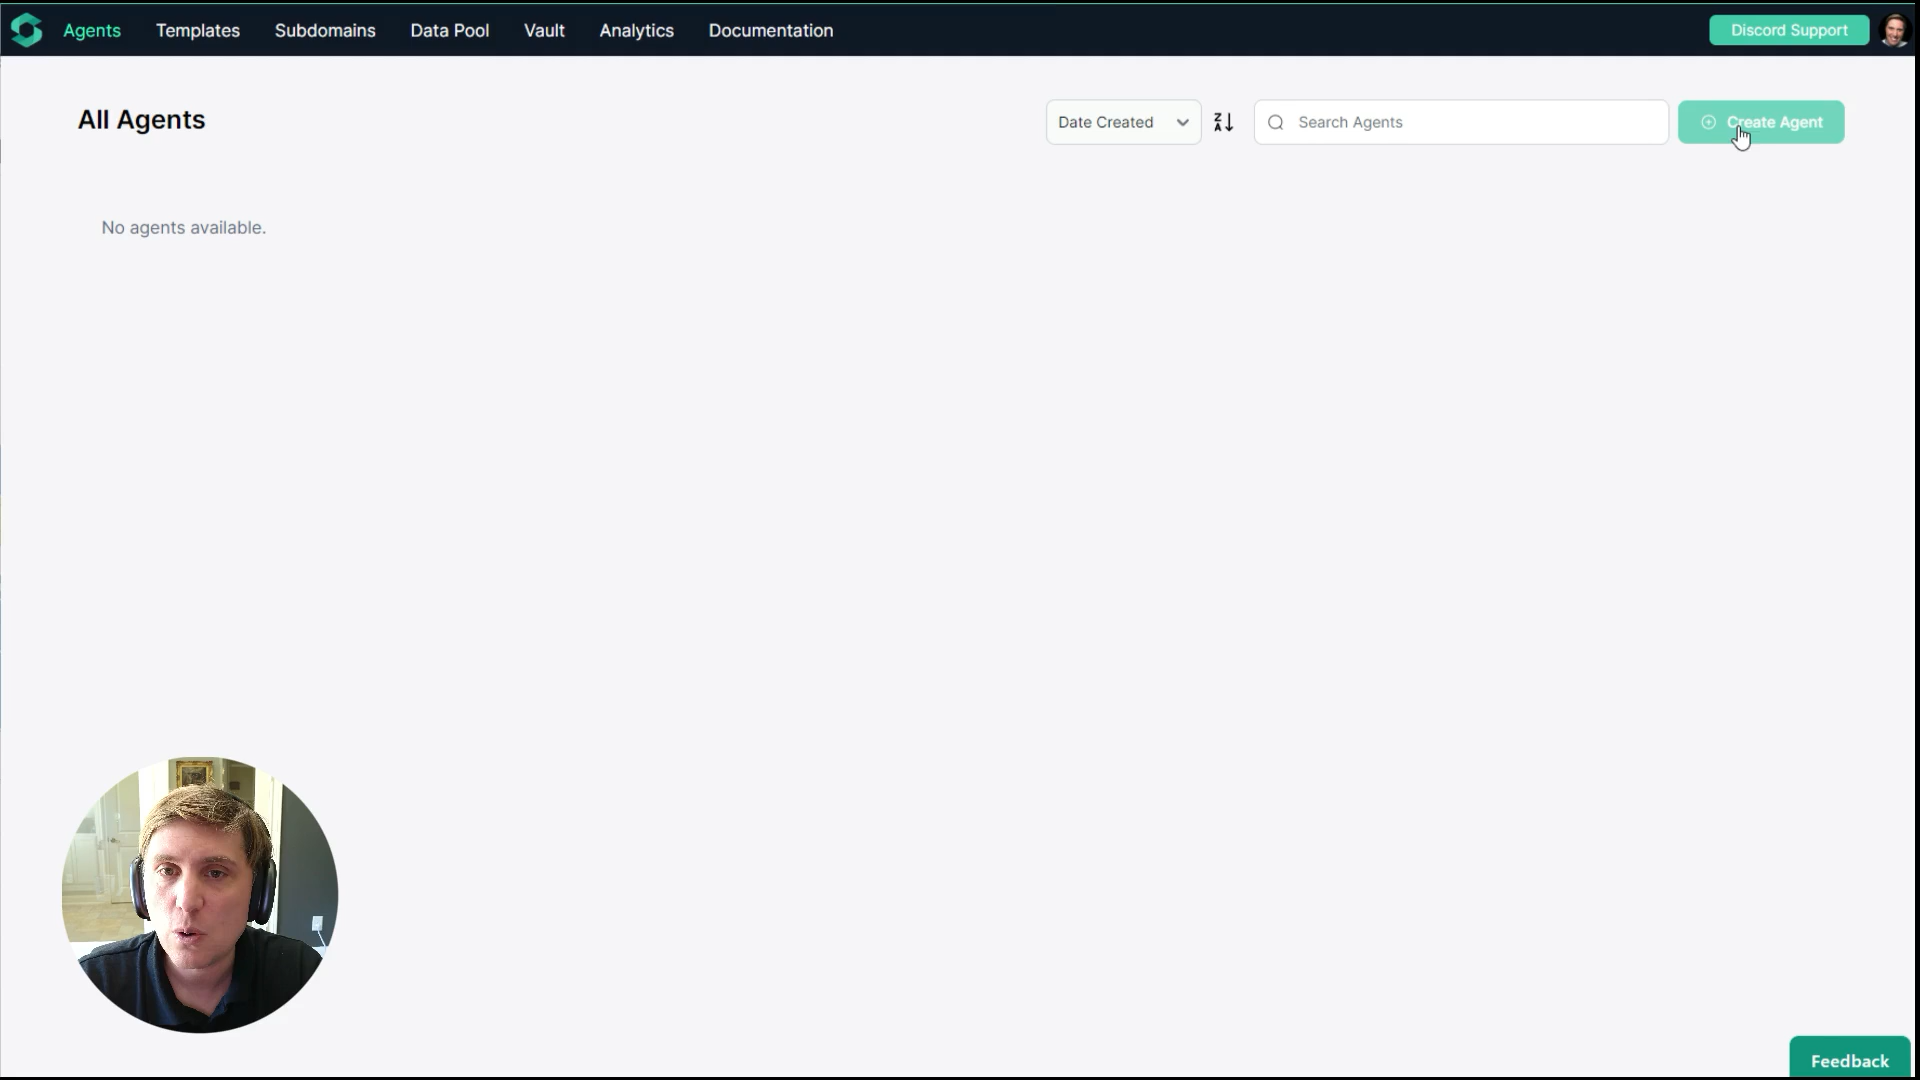 Agents Templates Subdomains Data Pool Vault Analytics Documentation Discord Support
All Agents
Date Created
Search Agents
Create Agent
No agents available.
Feedback